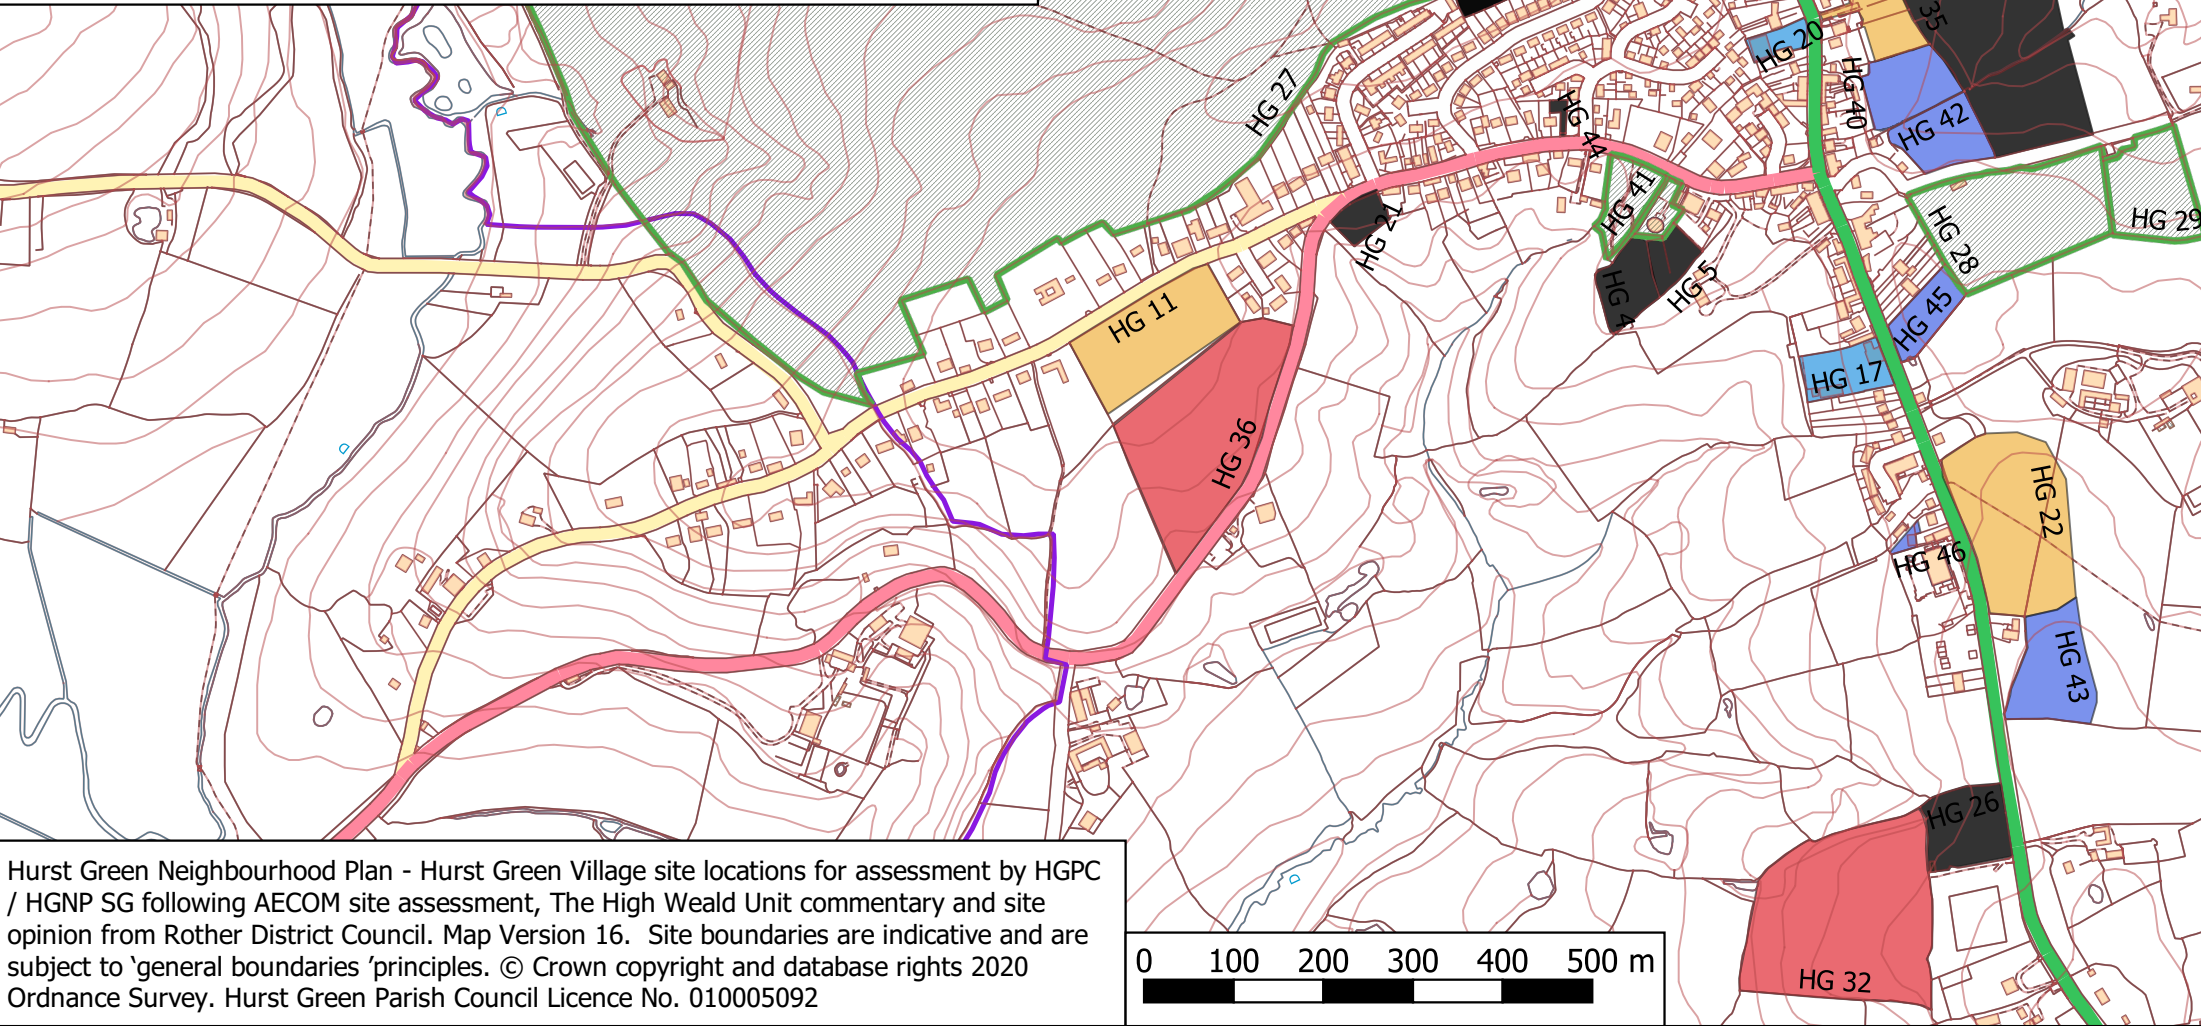 35
HG 20
HG 40
HG 42
HG 27
HG 44
HG 41
HG 21
HG 28
HG 29
HG 4
HG 5
HG 45
HG 11
HG 17
HG 36
HG 22
HG 46
HG 43
HG 26
HG 32
Hurst Green Neighbourhood Plan - Hurst Green Village site locations for assessment by HGPC
/ HGNP SG following AECOM site assessment, The High Weald Unit commentary and site
opinion from Rother District Council. Map Version 16.  Site boundaries are indicative and are
subject to ‘general boundaries ’principles. © Crown copyright and database rights 2020
Ordnance Survey. Hurst Green Parish Council Licence No. 010005092
0 100 200 300 400 500 m